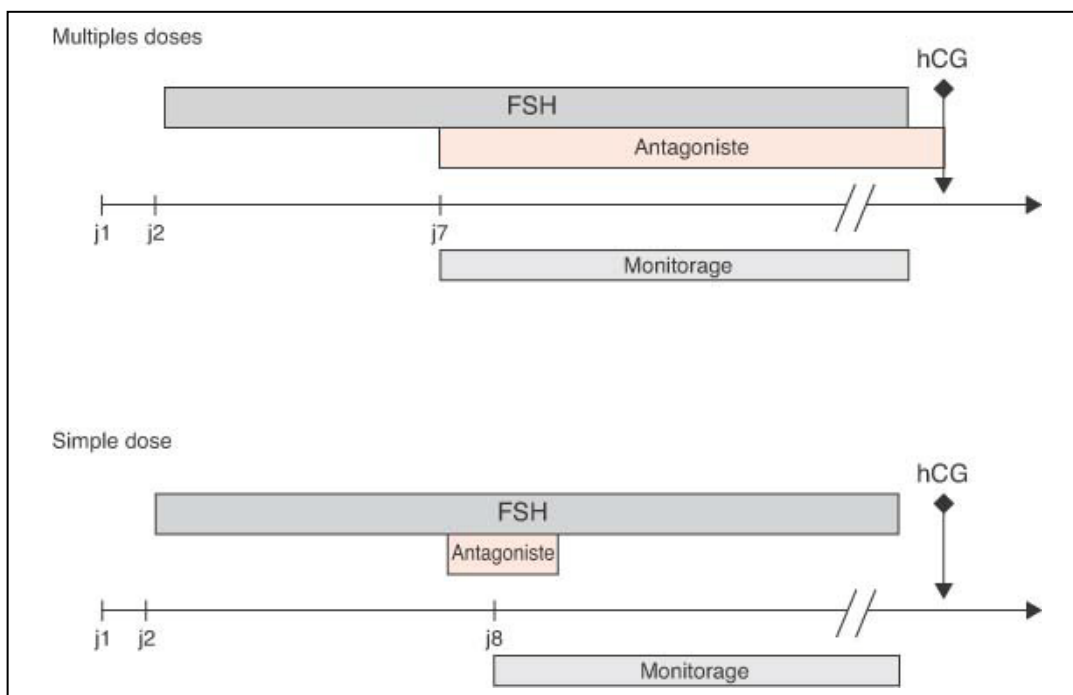 Multiples doses
hCG
FSH
Antagoniste
j1 j2 j7
Monitorage
Simple dose
hCG
FSH
Antagoniste
j1 j2 j8
Monitorage